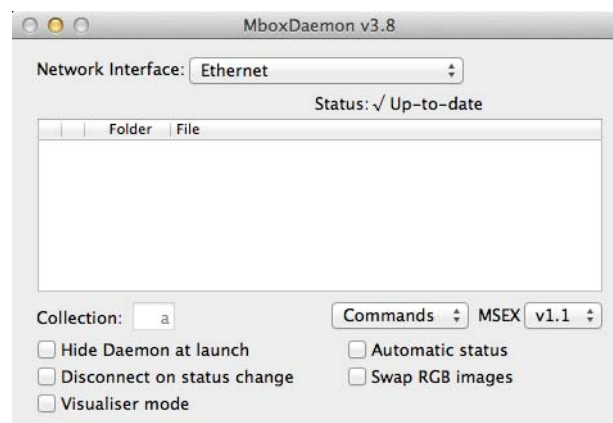 MboxDaemon v3.8
Network Interface: Ethernet
Status: √ Up-to-date
Folder File
Collection: a Commands MSEX v1.1
Hide Daemon at launch Automatic status
Disconnect on status change Swap RGB images
Visualiser mode